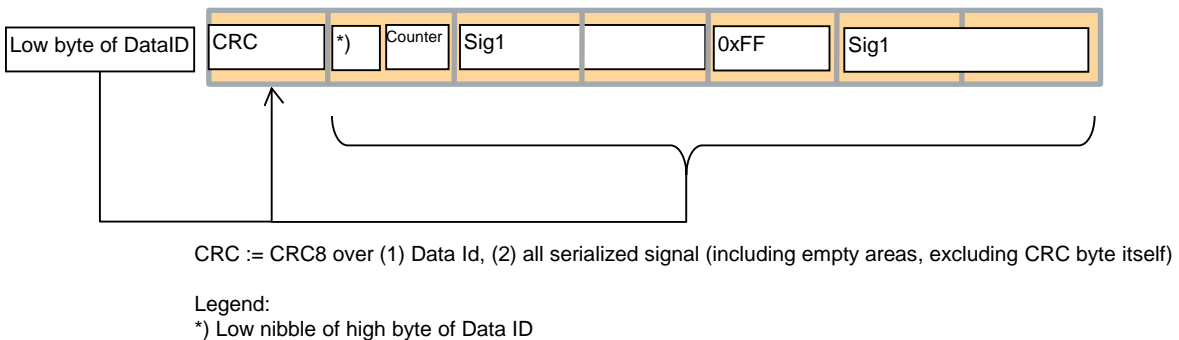 Low byte of DataID CRC *) Counter Sig1 0xFF Sig1
CRC := CRC8 over (1) Data Id, (2) all serialized signal (including empty areas, excluding CRC byte itself)
Legend:
*) Low nibble of high byte of Data ID